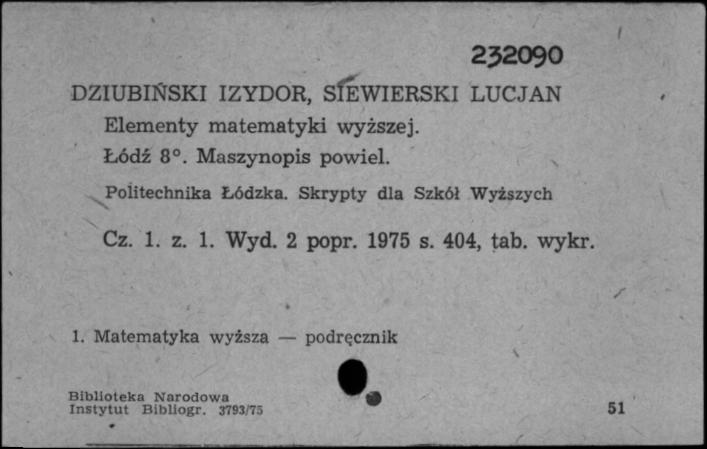 232090
DZIUBIŃSKI IZYDOR, SIEWIERSKI LUCJAN
Elementy matematyki wyższej.
Łódź 8°. Maszynopis powiel.
Politechnika Łódzka. Skrypty dla Szkół Wyższych
Cz. 1. z. 1. Wyd. 2 popr. 1975 s. 404, tab. wykr.
1. Matematyka wyższa — podręcznik
Biblioteka Narodowa
Instytut Bibliogr. 3793/75
51